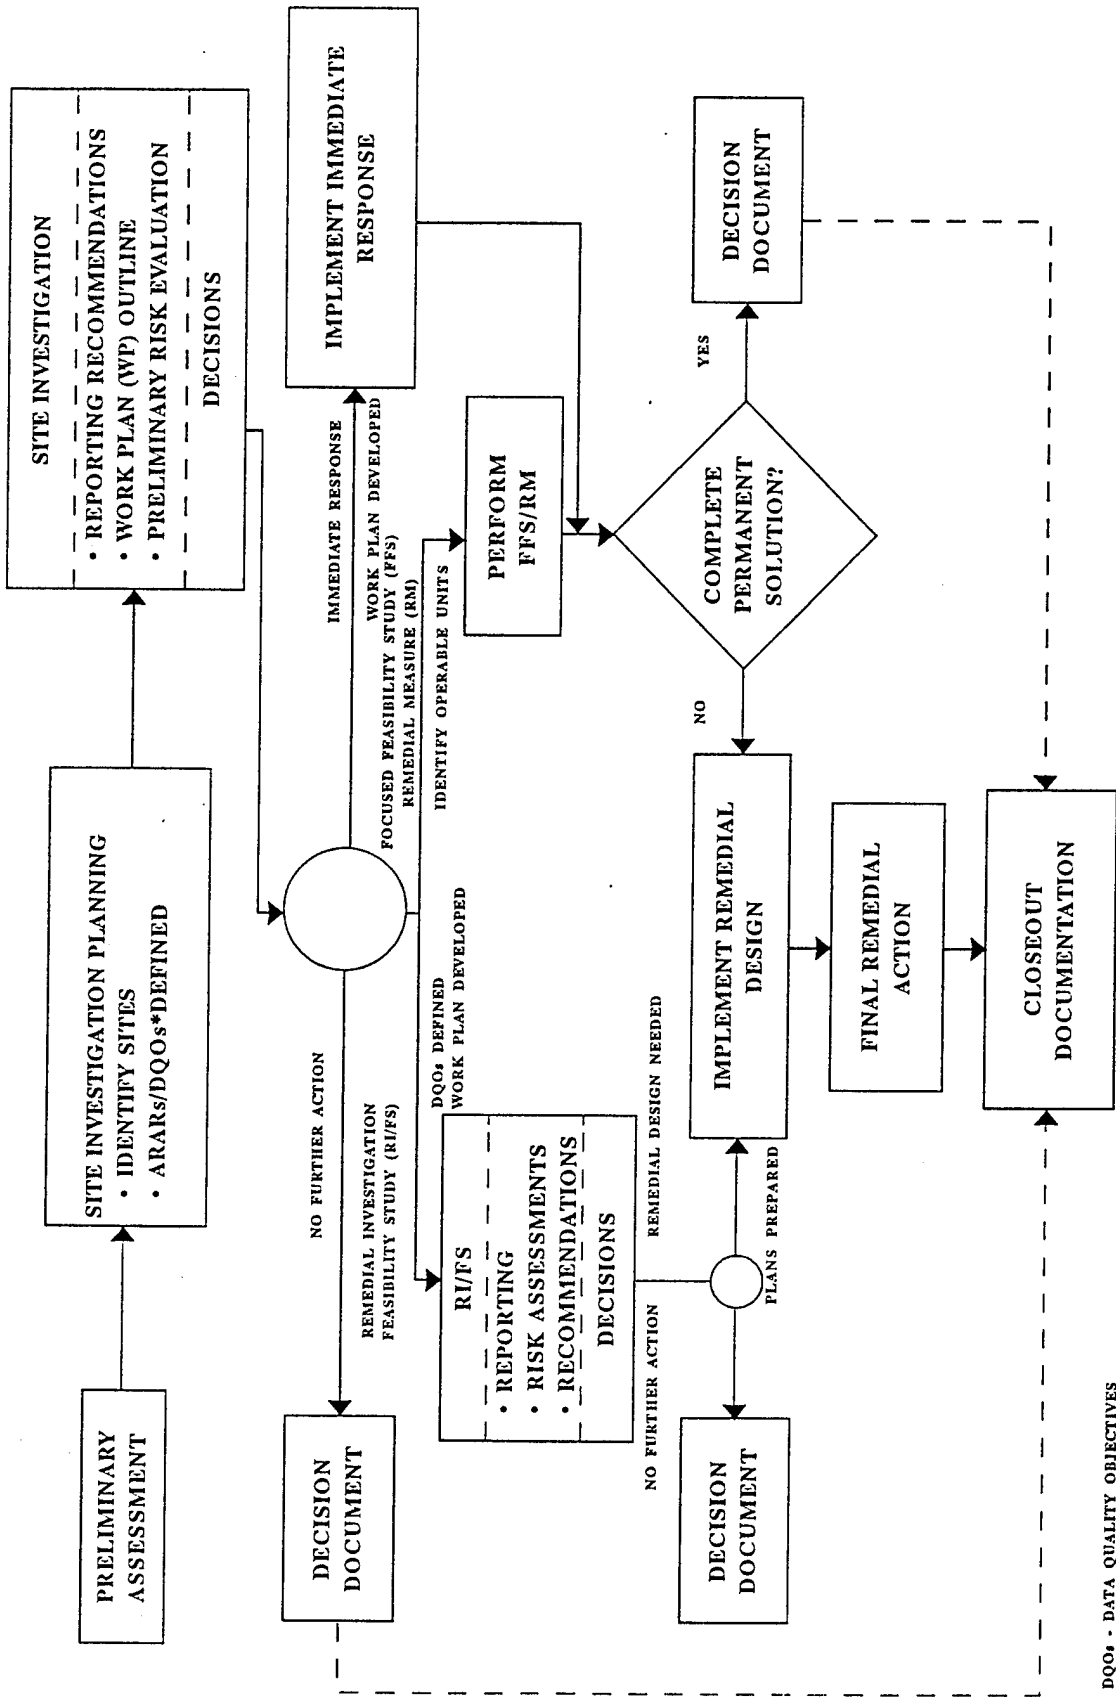 PRELIMINARY
ASSESSMENT
SITE INVESTIGATION PLANNING
• IDENTIFY SITES
• ARARs/DQOs*DEFINED
SITE INVESTIGATION
• REPORTING RECOMMENDATIONS
• WORK PLAN (WP) OUTLINE
• PRELIMINARY RISK EVALUATION
DECISIONS
DECISION
DOCUMENT
NO FURTHER ACTION
REMEDIAL INVESTIGATION
FEASIBILITY STUDY (RI/FS)
IMMEDIATE RESPONSE
WORK PLAN DEVELOPED
FOCUSED FEASIBILITY STUDY (FFS)
REMEDIAL MEASURE (RM)
IDENTIFY OPERABLE UNITS
IMPLEMENT IMMEDIATE
RESPONSE
DQOs DEFINED
WORK PLAN DEVELOPED
RI/FS
• REPORTING
• RISK ASSESSMENTS
• RECOMMENDATIONS
DECISIONS
PERFORM
FFS/RM
NO FURTHER ACTION
REMEDIAL DESIGN NEEDED
DECISION
DOCUMENT
PLANS PREPARED
IMPLEMENT REMEDIAL
DESIGN
NO
COMPLETE
PERMANENT
SOLUTION?
YES
DECISION
DOCUMENT
FINAL REMEDIAL
ACTION
CLOSEOUT
DOCUMENTATION
DQOs - DATA QUALITY OBJECTIVES